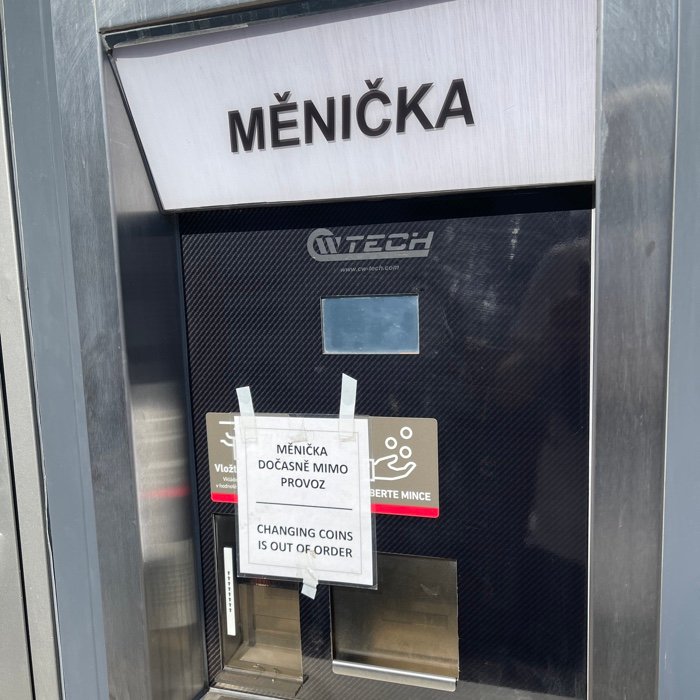 MĚNIČKA
CWTECH
www.cw-tech.com
MĚNIČKA
DOČASNĚ MIMO
PROVOZ
CHANGING COINS
IS OUT OF ORDER
BERTE MINCE